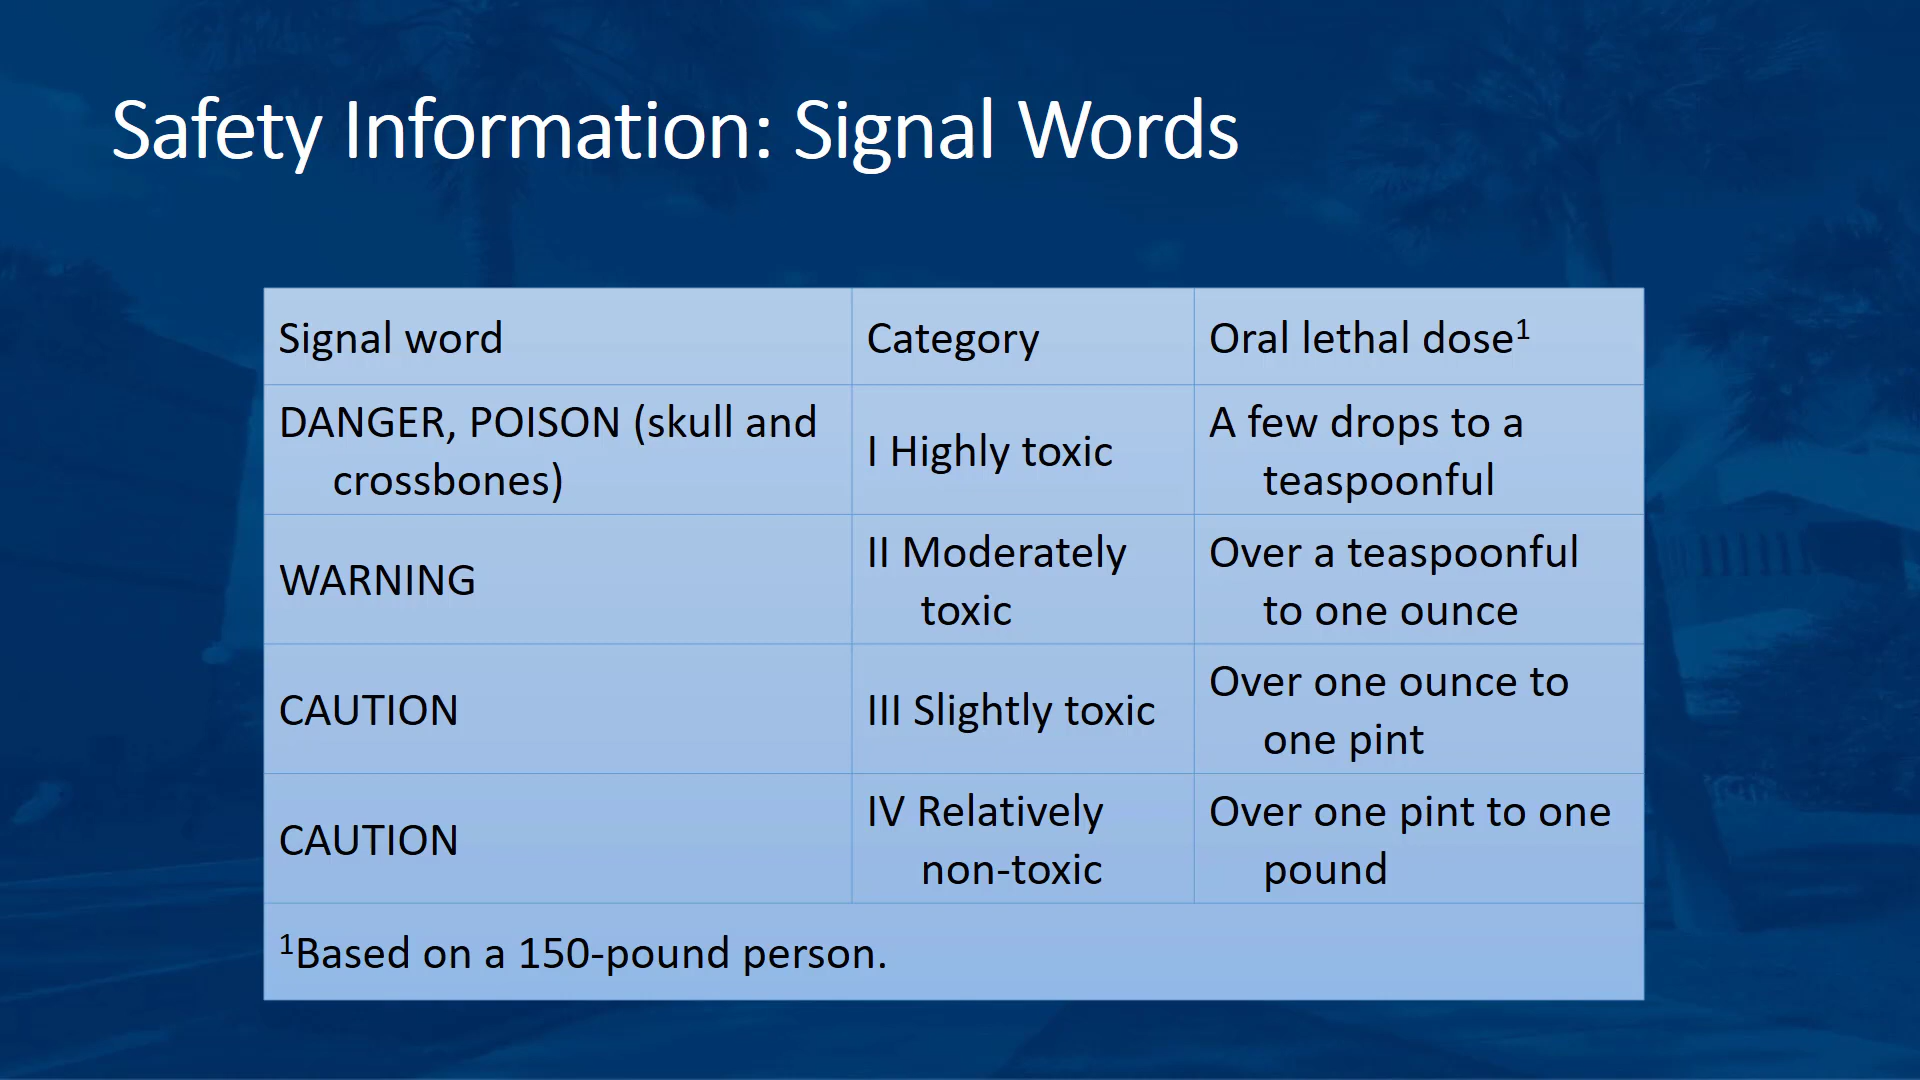 Safety Information: Signal Words
Signal word
Category
Oral lethal dose¹
DANGER, POISON (skull and
crossbones)
I Highly toxic
A few drops to a
teaspoonful
WARNING
II Moderately
toxic
Over a teaspoonful
to one ounce
CAUTION
III Slightly toxic
Over one ounce to
one pint
CAUTION
IV Relatively
non-toxic
Over one pint to one
pound
¹Based on a 150-pound person.